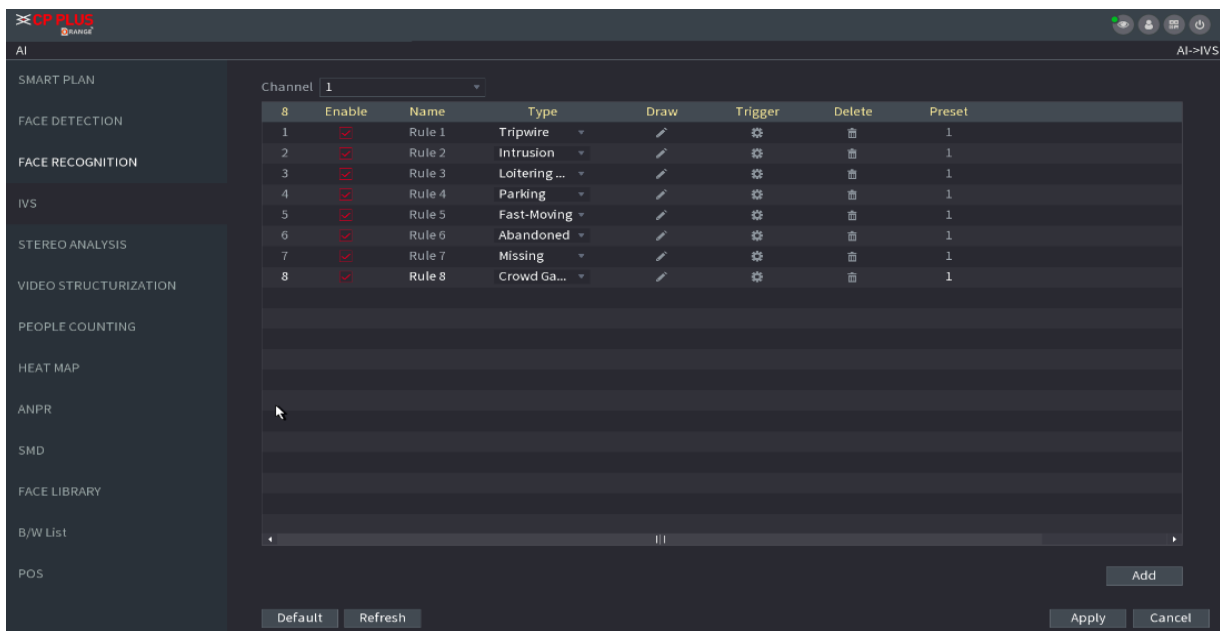 CP PLUS
ORANGE
AI AI->IVS
SMART PLAN
FACE DETECTION
FACE RECOGNITION
IVS
STEREO ANALYSIS
VIDEO STRUCTURIZATION
PEOPLE COUNTING
HEAT MAP
ANPR
SMD
FACE LIBRARY
B/W List
POS
Channel 1
8 Enable Name Type Draw Trigger Delete Preset
1 Rule 1 Tripwire 1
2 Rule 2 Intrusion 1
3 Rule 3 Loitering ... 1
4 Rule 4 Parking 1
5 Rule 5 Fast-Moving 1
6 Rule 6 Abandoned 1
7 Rule 7 Missing 1
8 Rule 8 Crowd Ga... 1
Add
Default Refresh Apply Cancel